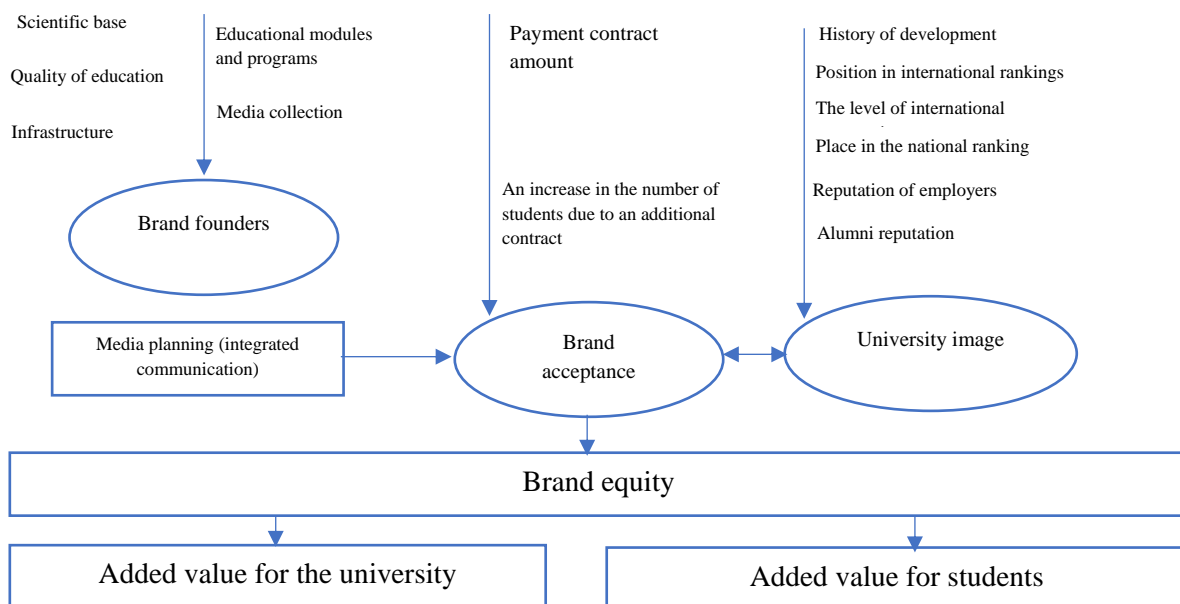 Scientific base
Quality of education
Infrastructure
Educational modules
and programs
Media collection
Payment contract
amount
An increase in the number of
students due to an additional
contract
History of development
Position in international rankings
The level of international
Place in the national ranking
Reputation of employers
Alumni reputation
Brand founders
Media planning (integrated
communication)
Brand
acceptance
University image
Brand equity
Added value for the university
Added value for students